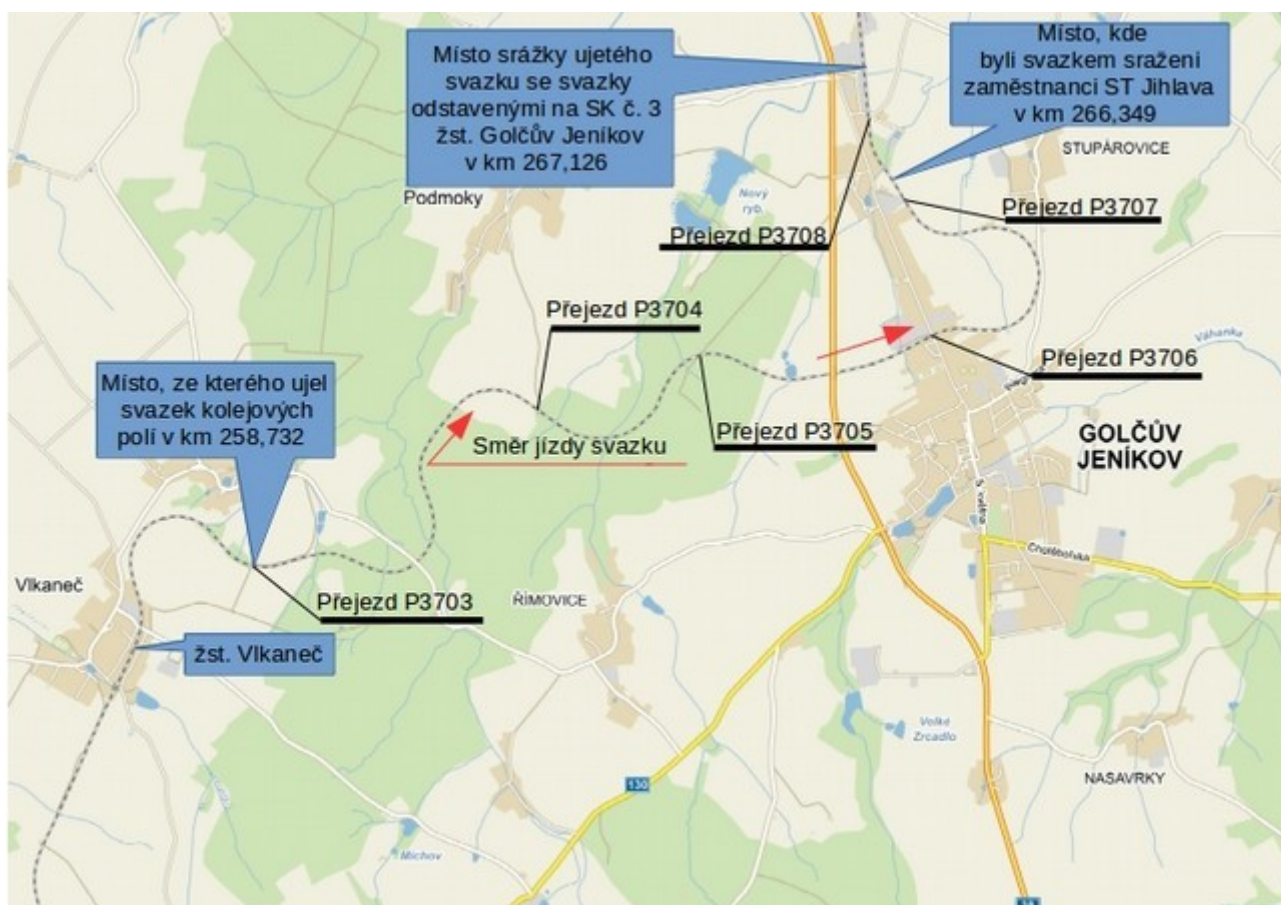 Místo srážky ujetého
svazku se svazky
odstavenými na SK č. 3
žst. Golčův Jeníkov
v km 267,126
Místo, kde
byli svazkem sraženi
zaměstnanci ST Jihlava
v km 266,349
STUPÁROVICE
Podmoky
Nový
ryb.
Přejezd P3707
Přejezd P3708
Přejezd P3704
Váhanka
Přejezd P3706
Místo, ze kterého ujel
svazek kolejových
polí v km 258,732
Přejezd P3705
Směr jízdy svazku
GOLČŮV
JENÍKOV
Chotěbořská
Vlkaneč
Přejezd P3703
ŘÍMOVICE
žst. Vlkaneč
Velké
Zrcadlo
NASAVRKY
130
Michov
38